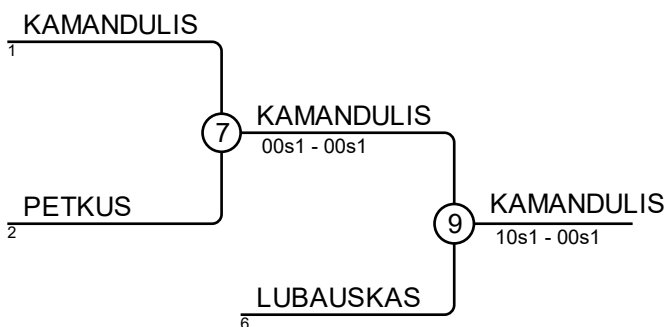 KAMANDULIS
1
7
KAMANDULIS
00s1 - 00s1
PETKUS
2
9
KAMANDULIS
10s1 - 00s1
LUBAUSKAS
6